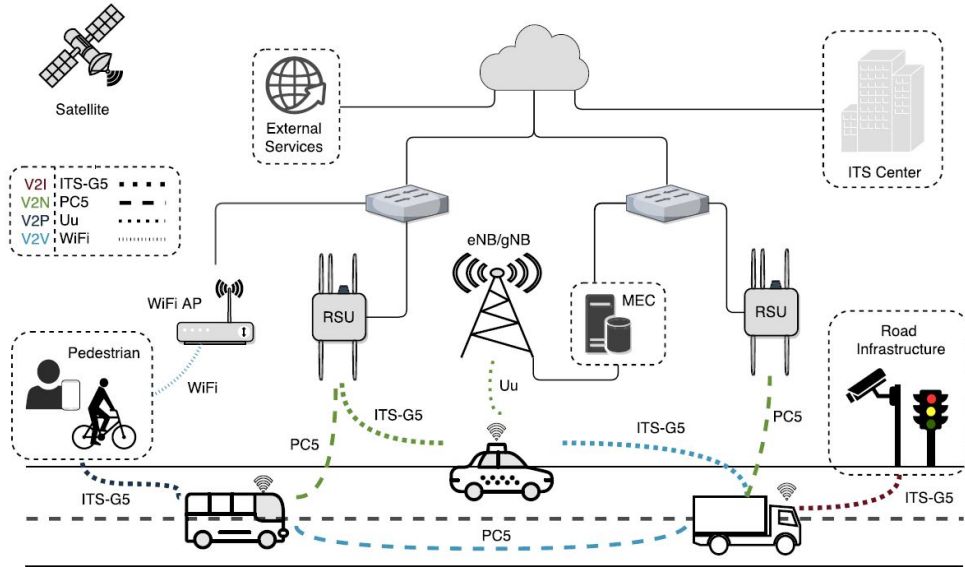 Satellite
External
Services
ITS Center
V2I ITS-G5
V2N PC5
V2P Uu
V2V WiFi
eNB/gNB
WiFi AP
RSU
MEC
RSU
Road
Infrastructure
Pedestrian
WiFi
Uu
ITS-G5
PC5
ITS-G5
PC5
ITS-G5
ITS-G5
PC5